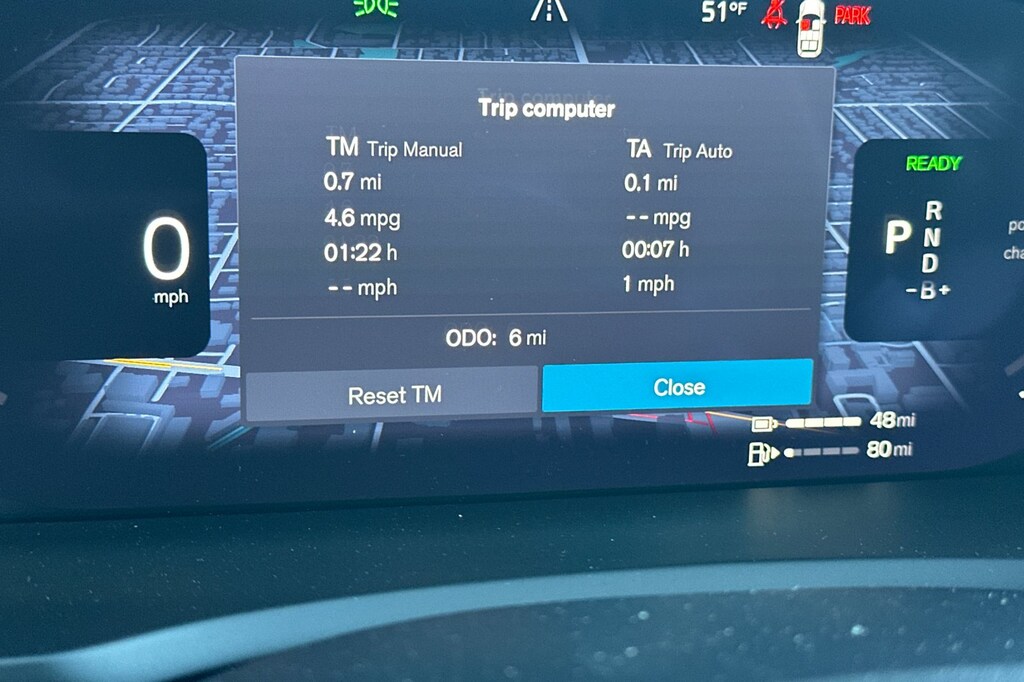 51°F PARK
Trip computer
TM Trip Manual
0.7 mi
4.6 mpg
01:22 h
-- mph
TA Trip Auto
0.1 mi
-- mpg
00:07 h
1 mph
ODO: 6 mi
Reset TM
Close
0
mph
READY
P
R
N
D
-B+
48mi
80mi